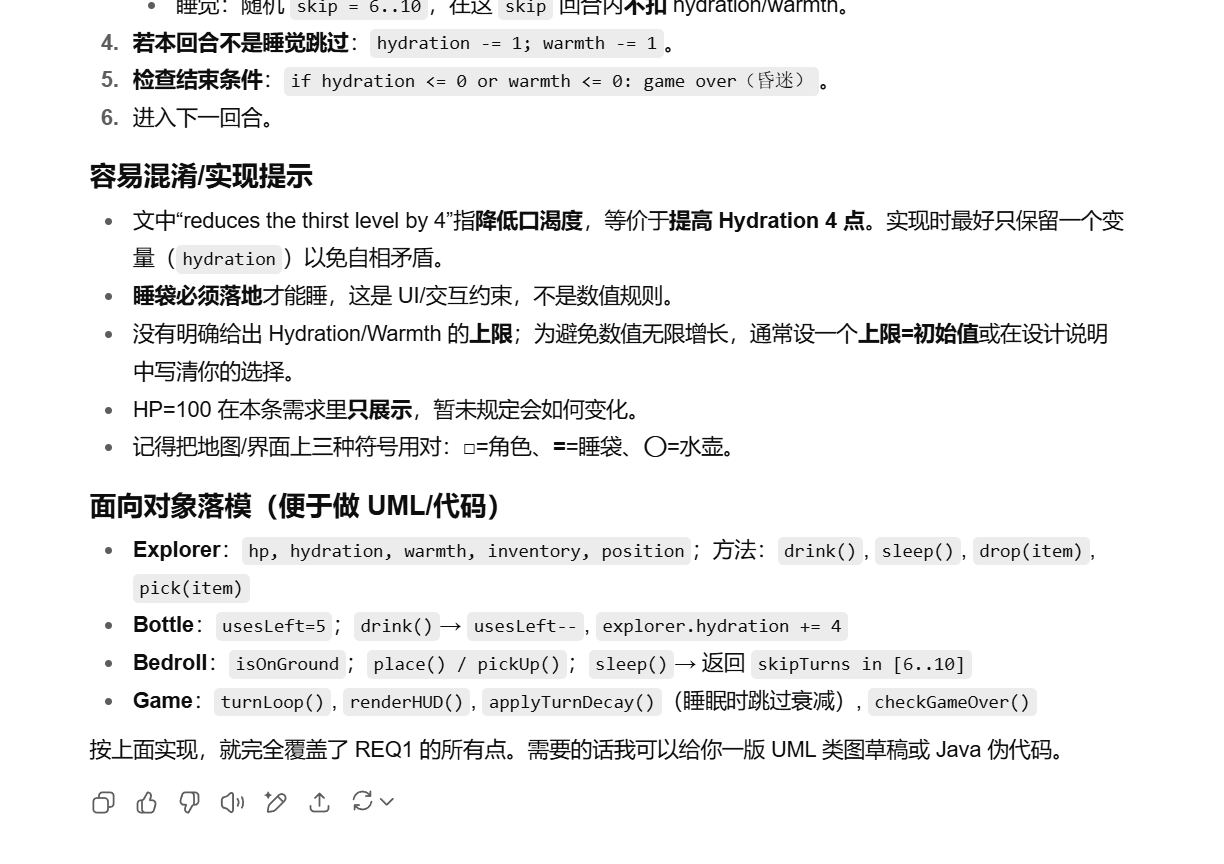 • 睡觉：随机 skip = 6..10，在这 skip 回合内不扣 hydration/warmth。
4. 若本回合不是睡觉跳过： hydration -= 1; warmth -= 1 。
5. 检查结束条件： if hydration <= 0 or warmth <= 0: game over（昏迷） 。
6. 进入下一回合。
容易混淆/实现提示
• 文中“reduces the thirst level by 4”指降低口渴度，等价于提高 Hydration 4 点。实现时最好只保留一个变
量（ hydration ）以免自相矛盾。
• 睡袋必须落地才能睡，这是 UI/交互约束，不是数值规则。
• 没有明确给出 Hydration/Warmth 的上限；为避免数值无限增长，通常设一个上限=初始值或在设计说明
中写清你的选择。
• HP=100 在本条需求里只展示，暂未规定会如何变化。
• 记得把地图/界面上三种符号用对：□=角色、==睡袋、◯=水壶。
面向对象落模（便于做 UML/代码）
• Explorer： hp, hydration, warmth, inventory, position ；方法： drink() , sleep() , drop(item) ,
pick(item)
• Bottle： usesLeft=5 ； drink() → usesLeft-- , explorer.hydration += 4
• Bedroll： isOnGround ； place() / pickUp() ； sleep() → 返回 skipTurns in [6..10]
• Game： turnLoop() , renderHUD() , applyTurnDecay() （睡眠时跳过衰减）, checkGameOver()
按上面实现，就完全覆盖了 REQ1 的所有点。需要的话我可以给你一版 UML 类图草稿或 Java 伪代码。